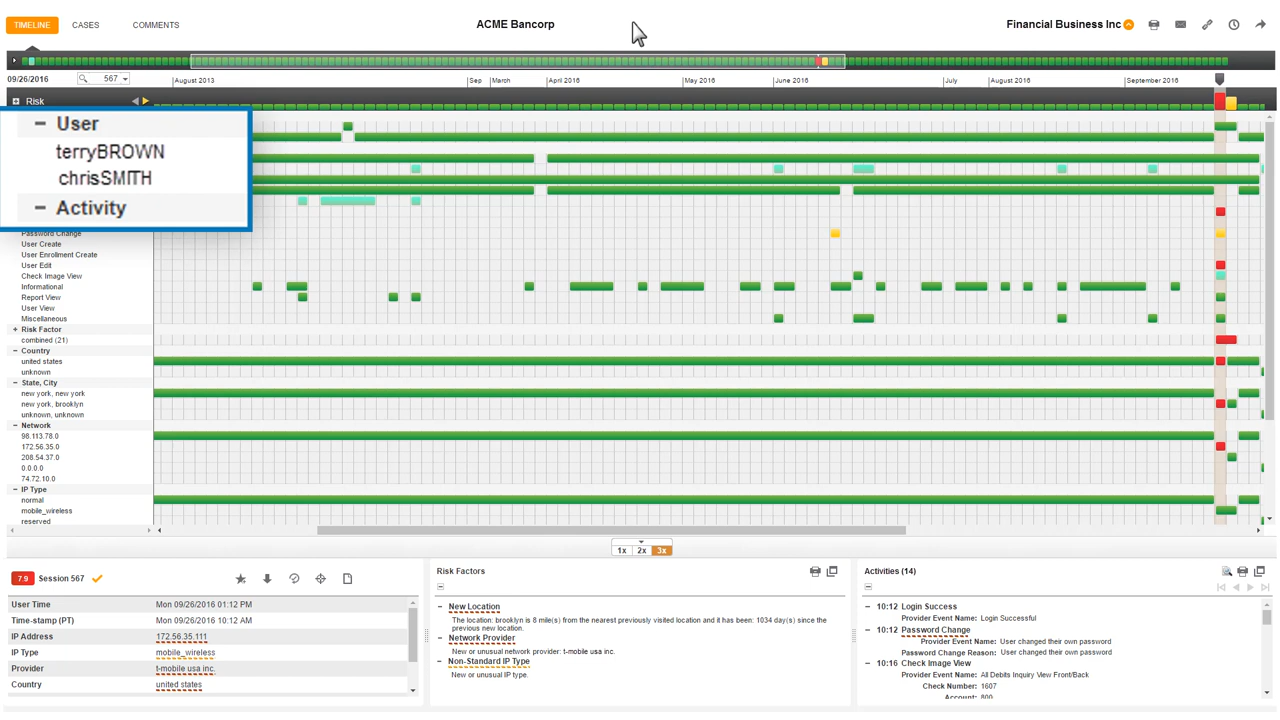 TIMELINE CASES COMMENTS ACME Bancorp Financial Business Inc
09/26/2016 567 August 2013 Sep March April 2016 May 2016 June 2016 July August 2016 September 2016
Risk
User
terryBROWN
chrisSMITH
Activity
Password Change
User Create
User Enrollment Create
User Edit
Check Image View
Informational
Report View
User View
Miscellaneous
+ Risk Factor
combined (21)
− Country
united states
unknown
− State, City
new york, new york
new york, brooklyn
unknown, unknown
− Network
98.113.78.0
172.56.35.0
208.54.37.0
0.0.0.0
74.72.10.0
− IP Type
normal
mobile_wireless
reserved
1x 2x 3x
7.9 Session 567
User Time Mon 09/26/2016 01:12 PM
Time-stamp (PT) Mon 09/26/2016 10:12 AM
IP Address 172.56.35.111
IP Type mobile_wireless
Provider t-mobile usa inc.
Country united states
Risk Factors
− New Location
The location: brooklyn is 8 mile(s) from the nearest previously visited location and it has been: 1034 day(s) since the
previous new location.
− Network Provider
New or unusual network provider: t-mobile usa inc.
− Non-Standard IP Type
New or unusual IP type.
Activities (14)
− 10:12 Login Success
Provider Event Name: Login Successful
− 10:12 Password Change
Provider Event Name: User changed their own password
Password Change Reason: User changed their own password
− 10:16 Check Image View
Provider Event Name: All Debits Inquiry View Front/Back
Check Number: 1607
Account: 800